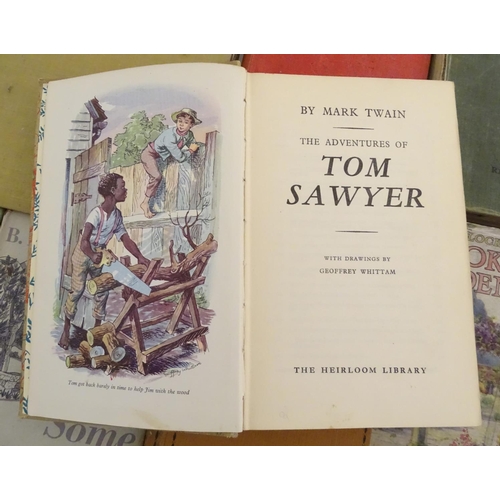 Tom got back barely in time to help Jim with the wood
BY MARK TWAIN
THE ADVENTURES OF
TOM
SAWYER
WITH DRAWINGS BY
GEOFFREY WHITTAM
THE HEIRLOOM LIBRARY
B.
Some